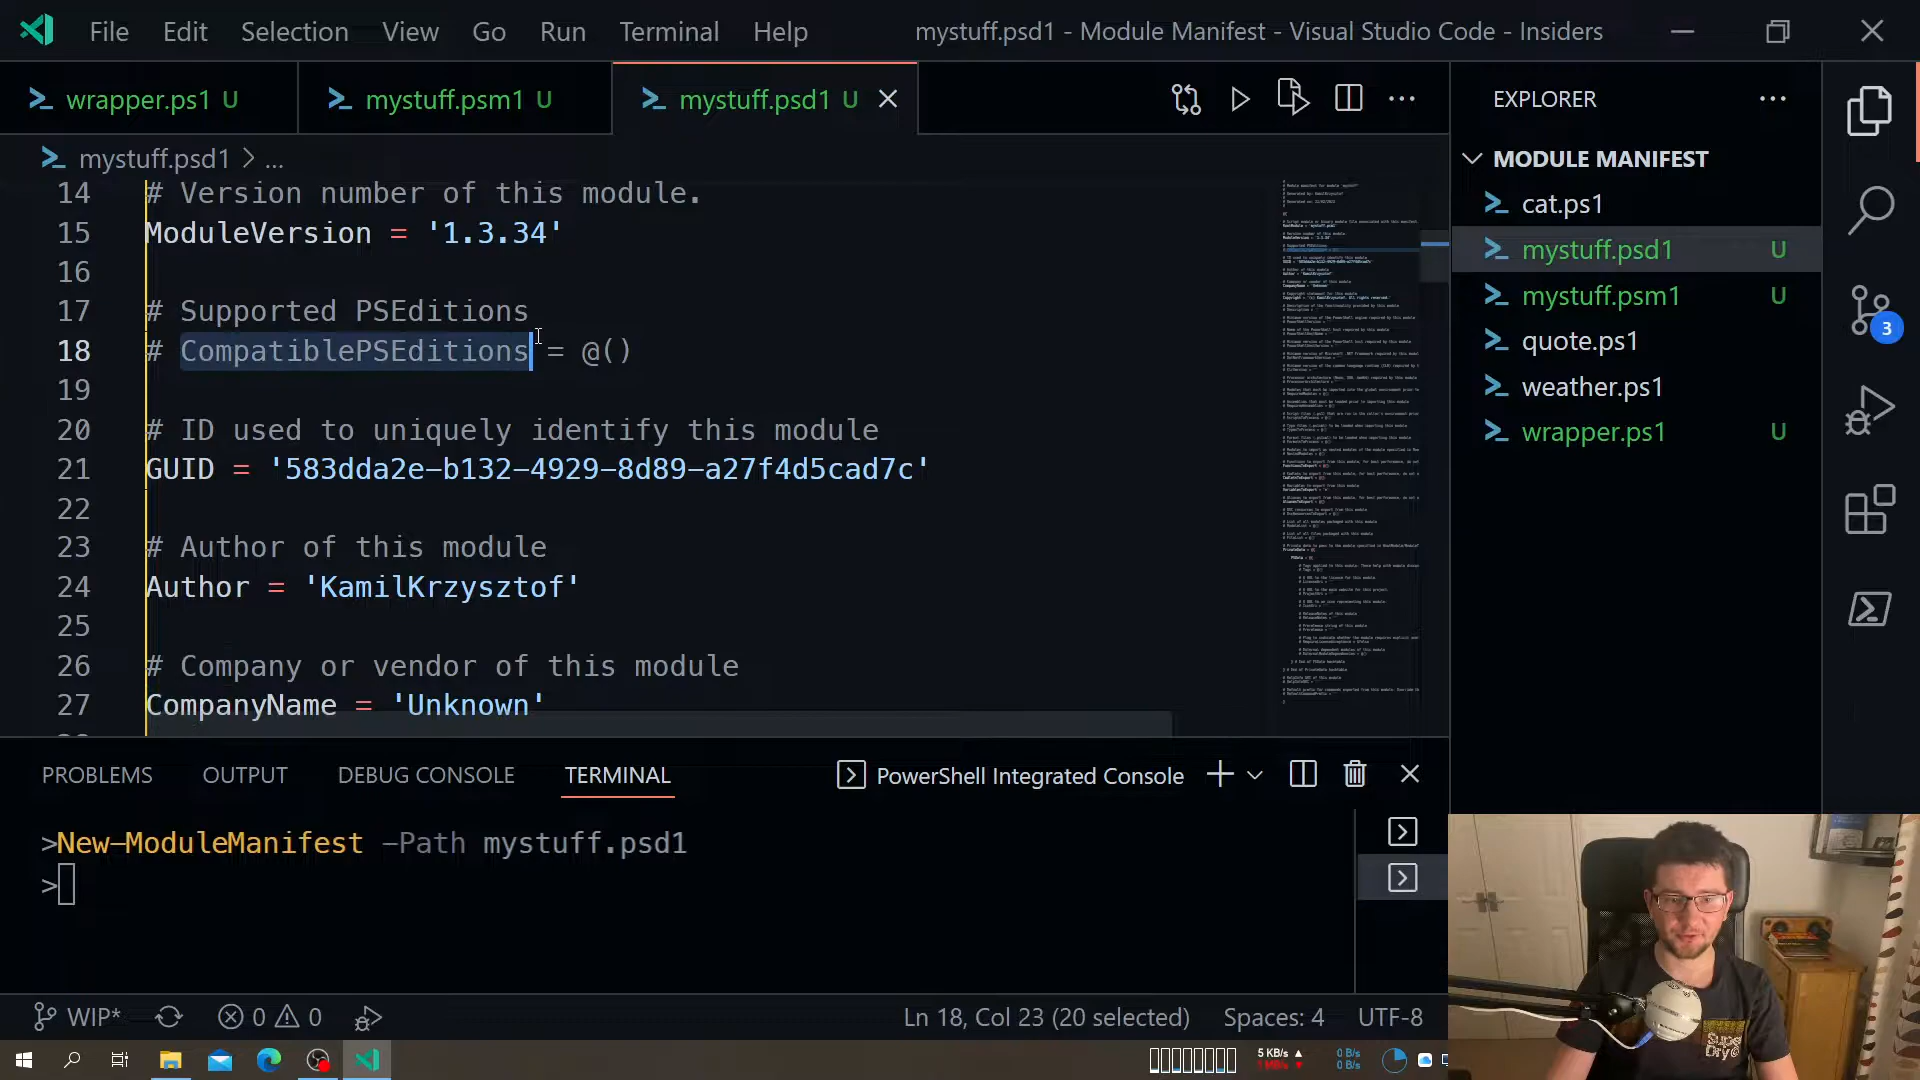 File Edit Selection View Go Run Terminal Help mystuff.psd1 - Module Manifest - Visual Studio Code - Insiders
wrapper.ps1 U mystuff.psm1 U mystuff.psd1 U
mystuff.psd1 > ...
14 # Version number of this module.
15 ModuleVersion = '1.3.34'
16
17 # Supported PSEditions
18 # CompatiblePSEditions = @()
19
20 # ID used to uniquely identify this module
21 GUID = '583dda2e-b132-4929-8d89-a27f4d5cad7c'
22
23 # Author of this module
24 Author = 'KamilKrzysztof'
25
26 # Company or vendor of this module
27 CompanyName = 'Unknown'
EXPLORER
MODULE MANIFEST
cat.ps1
mystuff.psd1 U
mystuff.psm1 U
quote.ps1
weather.ps1
wrapper.ps1 U
3
PROBLEMS OUTPUT DEBUG CONSOLE TERMINAL PowerShell Integrated Console
>New-ModuleManifest -Path mystuff.psd1
>
WIP* 0 0 Ln 18, Col 23 (20 selected) Spaces: 4 UTF-8
5 KB/s 0 B/s
0 B/s
Super
Dry